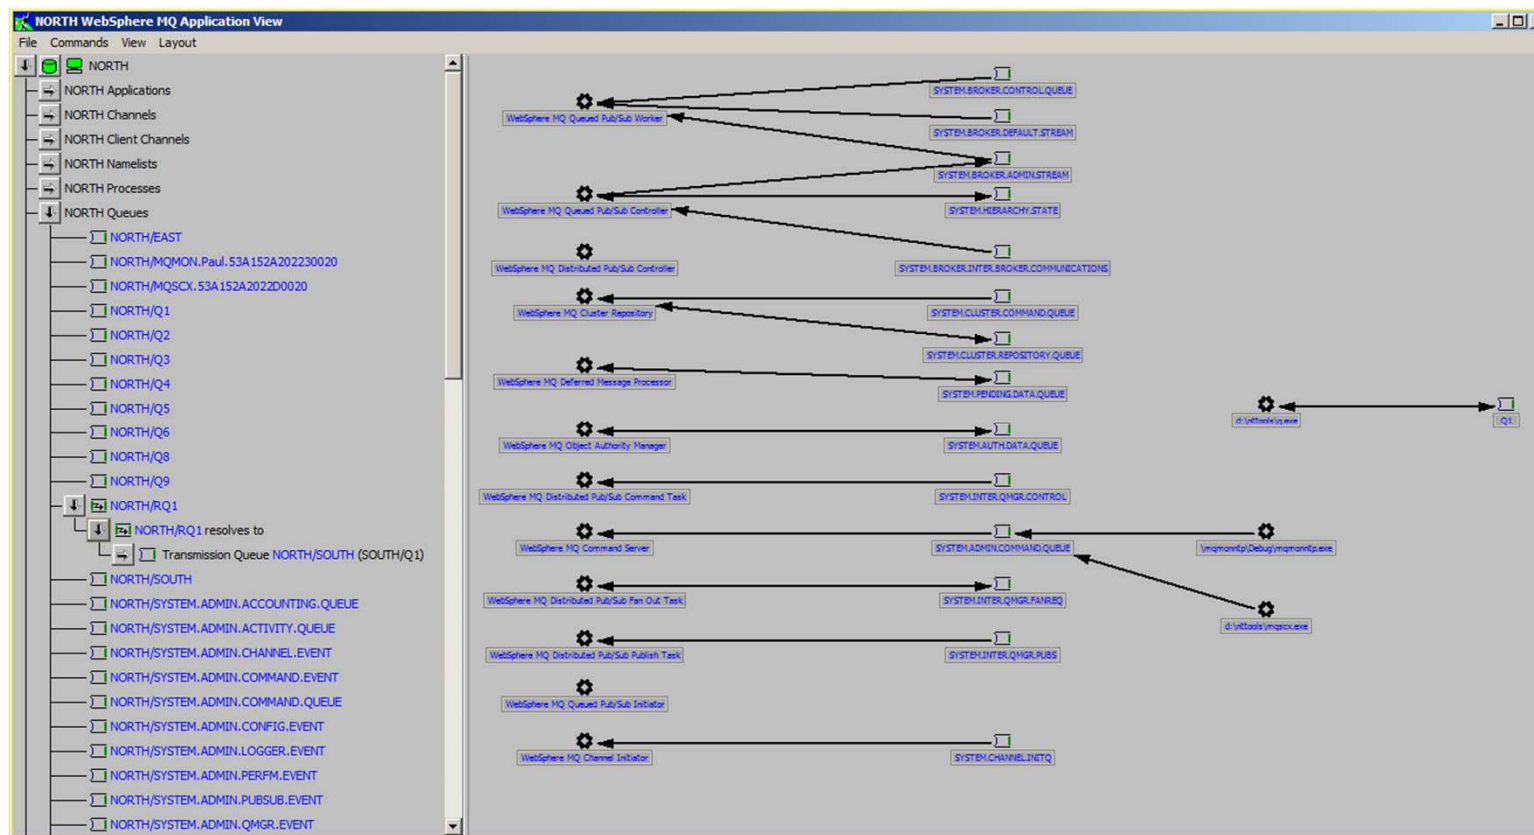 NORTH WebSphere MQ Application View
File Commands View Layout
NORTH
NORTH Applications
NORTH Channels
NORTH Client Channels
NORTH Namelists
NORTH Processes
NORTH Queues
NORTH/EAST
NORTH/MQMON.Paul.53A152A202230020
NORTH/MQSCX.53A152A2022D0020
NORTH/Q1
NORTH/Q2
NORTH/Q3
NORTH/Q4
NORTH/Q5
NORTH/Q6
NORTH/Q8
NORTH/Q9
NORTH/RQ1
NORTH/RQ1 resolves to
Transmission Queue NORTH/SOUTH (SOUTH/Q1)
NORTH/SOUTH
NORTH/SYSTEM.ADMIN.ACCOUNTING.QUEUE
NORTH/SYSTEM.ADMIN.ACTIVITY.QUEUE
NORTH/SYSTEM.ADMIN.CHANNEL.EVENT
NORTH/SYSTEM.ADMIN.COMMAND.EVENT
NORTH/SYSTEM.ADMIN.COMMAND.QUEUE
NORTH/SYSTEM.ADMIN.CONFIG.EVENT
NORTH/SYSTEM.ADMIN.LOGGER.EVENT
NORTH/SYSTEM.ADMIN.PERFM.EVENT
NORTH/SYSTEM.ADMIN.PUBSUB.EVENT
NORTH/SYSTEM.ADMIN.QMGR.EVENT
SYSTEM.BROKER.CONTROL.QUEUE
WebSphere MQ Queued Pub/Sub Worker
SYSTEM.BROKER.DEFAULT.STREAM
SYSTEM.BROKER.ADMIN.STREAM
WebSphere MQ Queued Pub/Sub Controller
SYSTEM.HIERARCHY.STATE
WebSphere MQ Distributed Pub/Sub Controller
SYSTEM.BROKER.INTER.BROKER.COMMUNICATIONS
WebSphere MQ Cluster Repository
SYSTEM.CLUSTER.COMMAND.QUEUE
SYSTEM.CLUSTER.REPOSITORY.QUEUE
WebSphere MQ Deferred Message Processor
SYSTEM.PENDING.DATA.QUEUE
d:\nttools\q.exe
Q1
WebSphere MQ Object Authority Manager
SYSTEM.AUTH.DATA.QUEUE
WebSphere MQ Distributed Pub/Sub Command Task
SYSTEM.INTER.QMGR.CONTROL
WebSphere MQ Command Server
SYSTEM.ADMIN.COMMAND.QUEUE
\mqmonntp\Debug\mqmonntp.exe
WebSphere MQ Distributed Pub/Sub Fan Out Task
SYSTEM.INTER.QMGR.FANREQ
d:\nttools\mqscx.exe
WebSphere MQ Distributed Pub/Sub Publish Task
SYSTEM.INTER.QMGR.PUBS
WebSphere MQ Queued Pub/Sub Initiator
WebSphere MQ Channel Initiator
SYSTEM.CHANNEL.INITQ